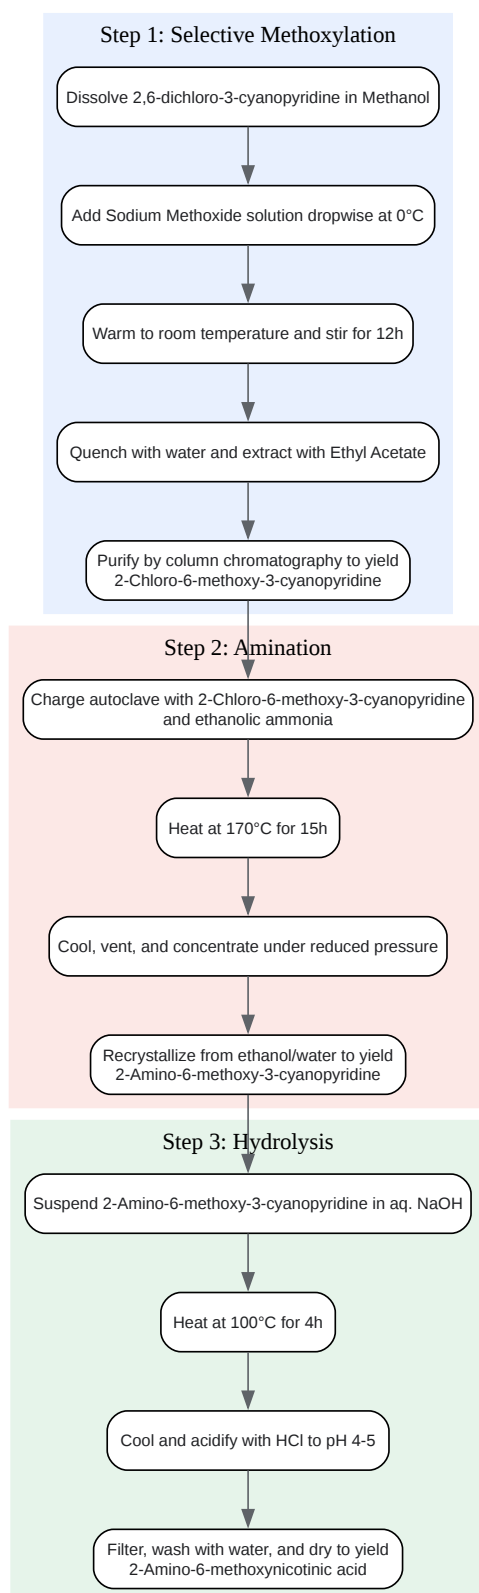 Step 1: Selective Methoxylation
Dissolve 2,6-dichloro-3-cyanopyridine in Methanol
Add Sodium Methoxide solution dropwise at 0°C
Warm to room temperature and stir for 12h
Quench with water and extract with Ethyl Acetate
Purify by column chromatography to yield
2-Chloro-6-methoxy-3-cyanopyridine
Step 2: Amination
Charge autoclave with 2-Chloro-6-methoxy-3-cyanopyridine
and ethanolic ammonia
Heat at 170°C for 15h
Cool, vent, and concentrate under reduced pressure
Recrystallize from ethanol/water to yield
2-Amino-6-methoxy-3-cyanopyridine
Step 3: Hydrolysis
Suspend 2-Amino-6-methoxy-3-cyanopyridine in aq. NaOH
Heat at 100°C for 4h
Cool and acidify with HCl to pH 4-5
Filter, wash with water, and dry to yield
2-Amino-6-methoxynicotinic acid